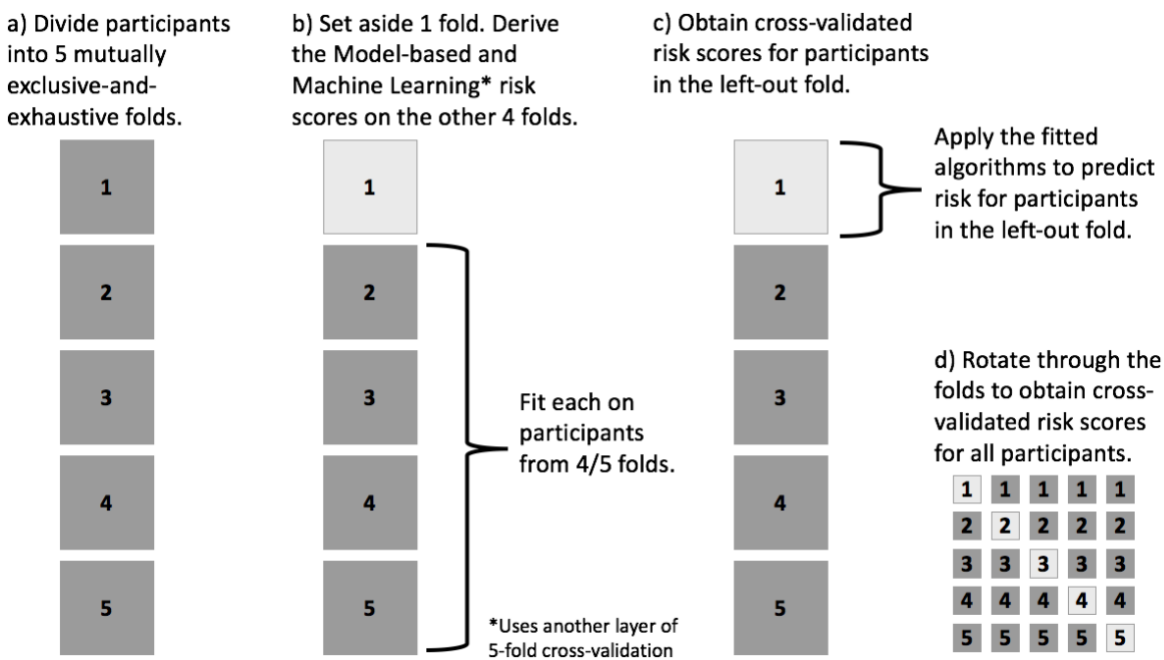 a) Divide participants
into 5 mutually
exclusive-and-
exhaustive folds.
1
2
3
4
5
b) Set aside 1 fold. Derive
the Model-based and
Machine Learning* risk
scores on the other 4 folds.
1
2
3
4
5
Fit each on
participants
from 4/5 folds.
*Uses another layer of
5-fold cross-validation
c) Obtain cross-validated
risk scores for participants
in the left-out fold.
1
2
3
4
5
Apply the fitted
algorithms to predict
risk for participants
in the left-out fold.
d) Rotate through the
folds to obtain cross-
validated risk scores
for all participants.
1 1 1 1 1
2 2 2 2 2
3 3 3 3 3
4 4 4 4 4
5 5 5 5 5